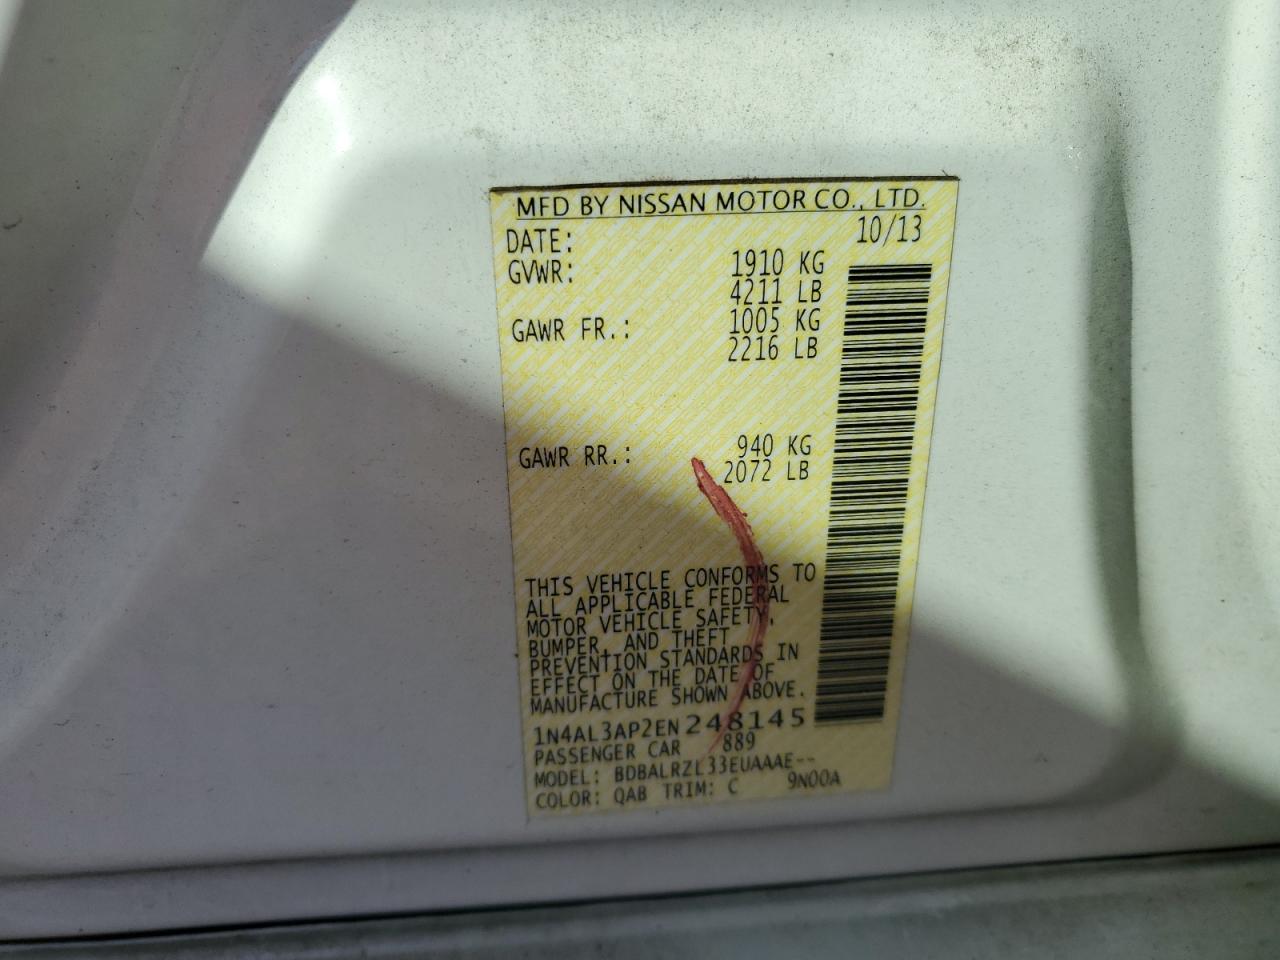 MFD BY NISSAN MOTOR CO., LTD.
DATE: 10/13
GVWR: 1910 KG
4211 LB
GAWR FR.: 1005 KG
2216 LB
GAWR RR.: 940 KG
2072 LB
THIS VEHICLE CONFORMS TO
ALL APPLICABLE FEDERAL
MOTOR VEHICLE SAFETY,
BUMPER, AND THEFT
PREVENTION STANDARDS IN
EFFECT ON THE DATE OF
MANUFACTURE SHOWN ABOVE.
1N4AL3AP2EN248145
PASSENGER CAR 889
MODEL: BDBALRZL33EUAAAE--
COLOR: QAB TRIM: C 9N00A